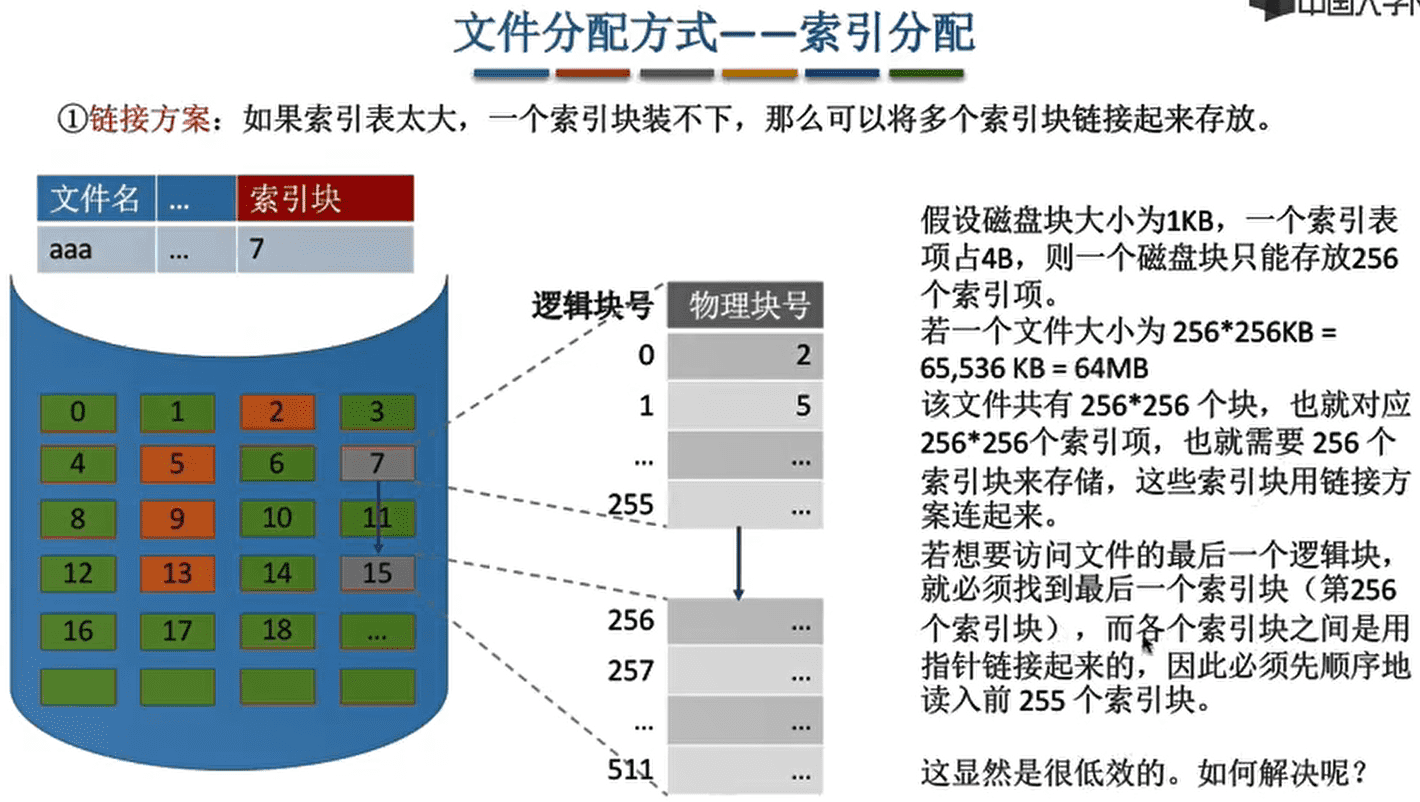 文件分配方式——索引分配
①链接方案：如果索引表太大，一个索引块装不下，那么可以将多个索引块链接起来存放。
文件名 ... 索引块
aaa ... 7
0 1 2 3
4 5 6 7
8 9 10 11
12 13 14 15
16 17 18 ...
逻辑块号 物理块号
0 2
1 5
... ...
255 ...
256 ...
257 ...
... ...
511 ...
假设磁盘块大小为1KB，一个索引表
项占4B，则一个磁盘块只能存放256
个索引项。
若一个文件大小为 256*256KB =
65,536 KB = 64MB
该文件共有 256*256 个块，也就对应
256*256个索引项，也就需要 256 个
索引块来存储，这些索引块用链接方
案连起来。
若想要访问文件的最后一个逻辑块，
就必须找到最后一个索引块（第256
个索引块），而各个索引块之间是用
指针链接起来的，因此必须先顺序地
读入前 255 个索引块。
这显然是很低效的。如何解决呢？